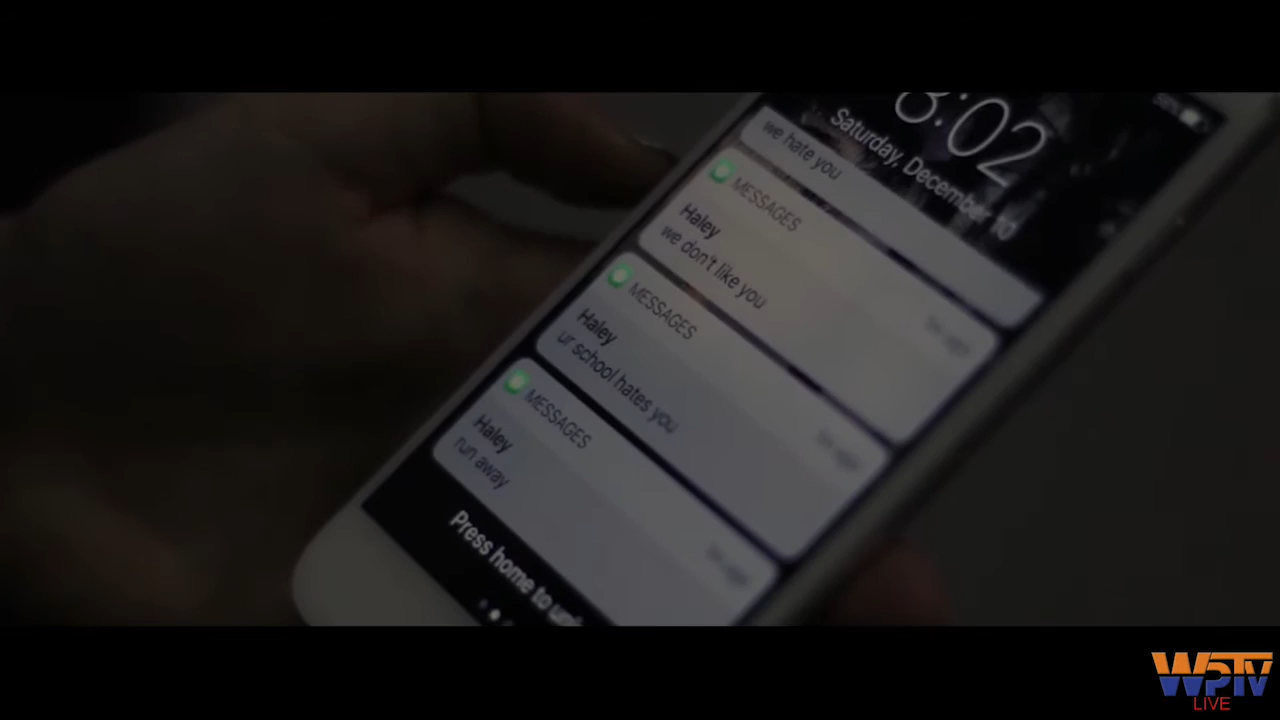 8:02
Saturday, December 10
we hate you
MESSAGES
Haley
we don't like you
MESSAGES
Haley
ur school hates you
MESSAGES
Haley
run away
Press home to
WPTV
LIVE